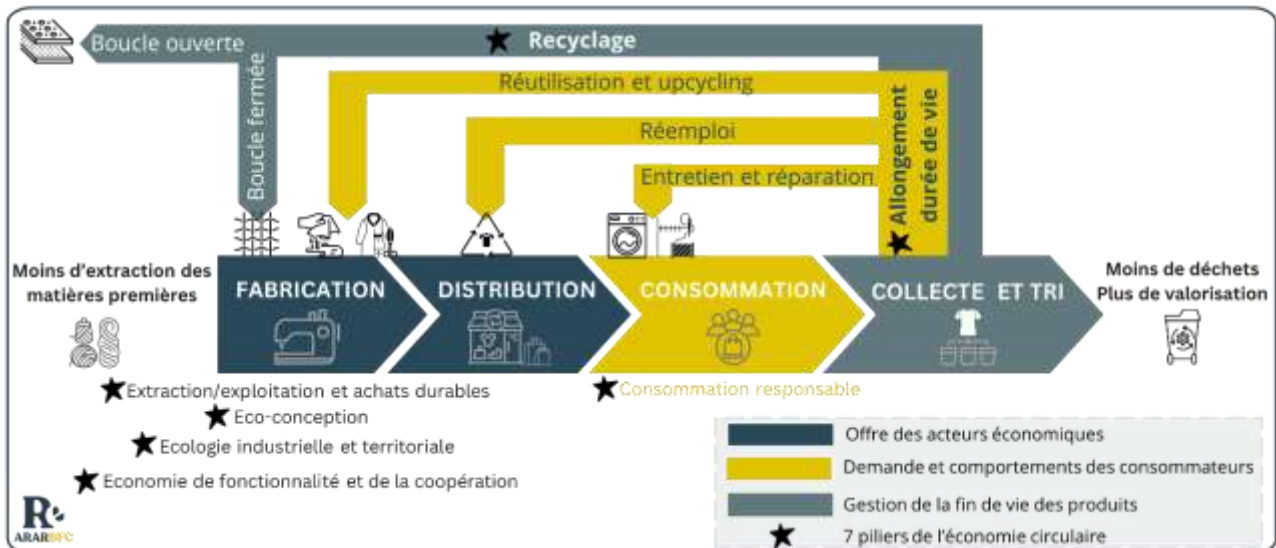 Boucle ouverte
Recyclage
Boucle fermée
Réutilisation et upcycling
Réemploi
Entretien et réparation
Allongement
durée de vie
Moins d'extraction des
matières premières
FABRICATION
DISTRIBUTION
CONSOMMATION
COLLECTE ET TRI
Moins de déchets
Plus de valorisation
Extraction/exploitation et achats durables
Eco-conception
Ecologie industrielle et territoriale
Economie de fonctionnalité et de la coopération
Consommation responsable
Offre des acteurs économiques
Demande et comportements des consommateurs
Gestion de la fin de vie des produits
7 piliers de l'économie circulaire
R
ARARBFC